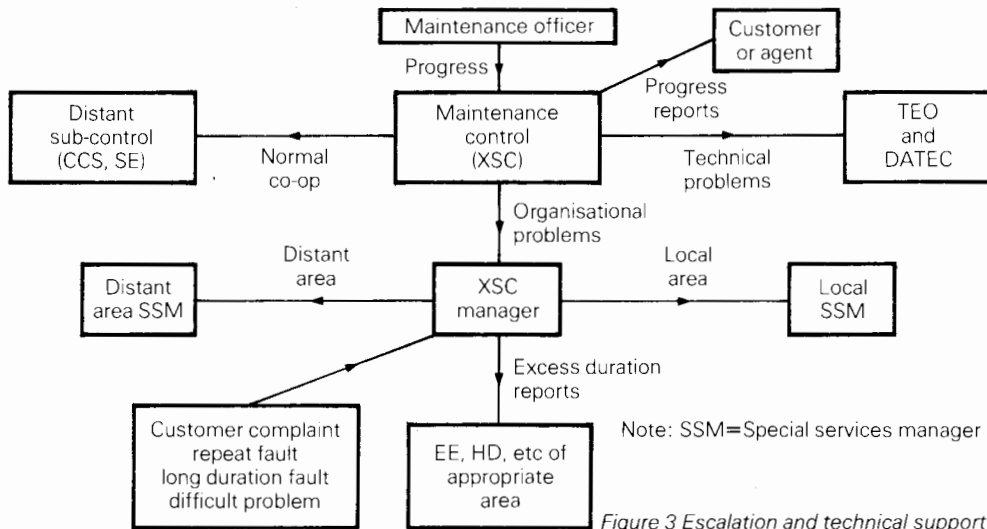 Maintenance officer
Customer
or agent
Progress
Progress
reports
Distant
sub-control
(CCS, SE)
Normal
co-op
Maintenance
control
(XSC)
Technical
problems
TEO
and
DATEC
Organisational
problems
Distant
area
Local
area
Distant
area SSM
XSC
manager
Local
SSM
Excess duration
reports
Customer complaint
repeat fault
long duration fault
difficult problem
EE, HD, etc of
appropriate
area
Note: SSM=Special services manager
Figure 3 Escalation and technical support